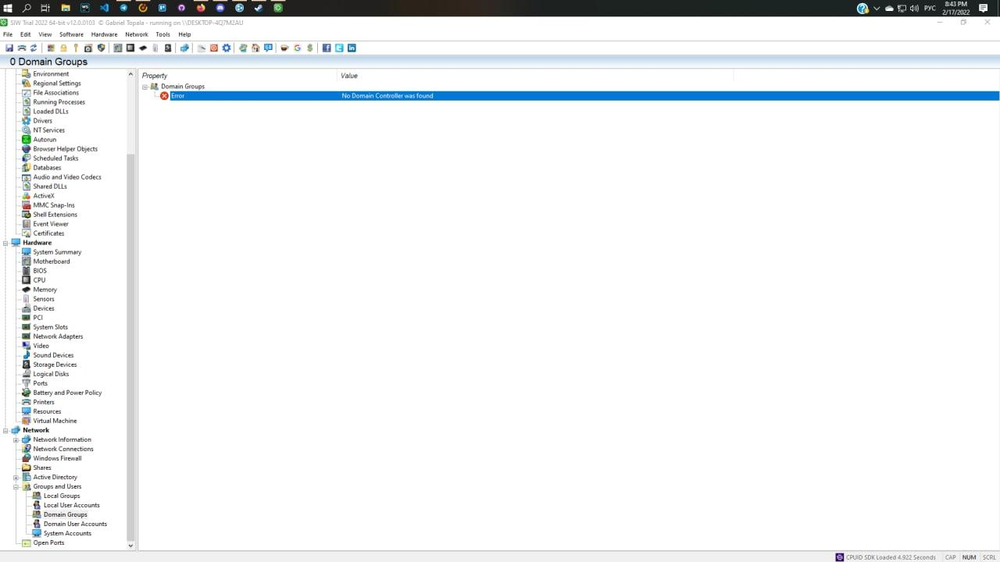 8:43 PM
РУС
2/17/2022
SIW Trial 2022 64-bit v12.0.0103 © Gabriel Topala - running on \\DESKTOP-4Q7M2AU
File Edit View Software Hardware Network Tools Help
0 Domain Groups
Property Value
Domain Groups
Error No Domain Controller was found
Environment
Regional Settings
File Associations
Running Processes
Loaded DLLs
Drivers
NT Services
Autorun
Browser Helper Objects
Scheduled Tasks
Databases
Audio and Video Codecs
Shared DLLs
ActiveX
MMC Snap-Ins
Shell Extensions
Event Viewer
Certificates
Hardware
System Summary
Motherboard
BIOS
CPU
Memory
Sensors
Devices
PCI
System Slots
Network Adapters
Video
Sound Devices
Storage Devices
Logical Disks
Ports
Battery and Power Policy
Printers
Resources
Virtual Machine
Network
Network Information
Network Connections
Windows Firewall
Shares
Active Directory
Groups and Users
Local Groups
Local User Accounts
Domain Groups
Domain User Accounts
System Accounts
Open Ports
CPUID SDK Loaded 4.922 Seconds CAP NUM SCRL